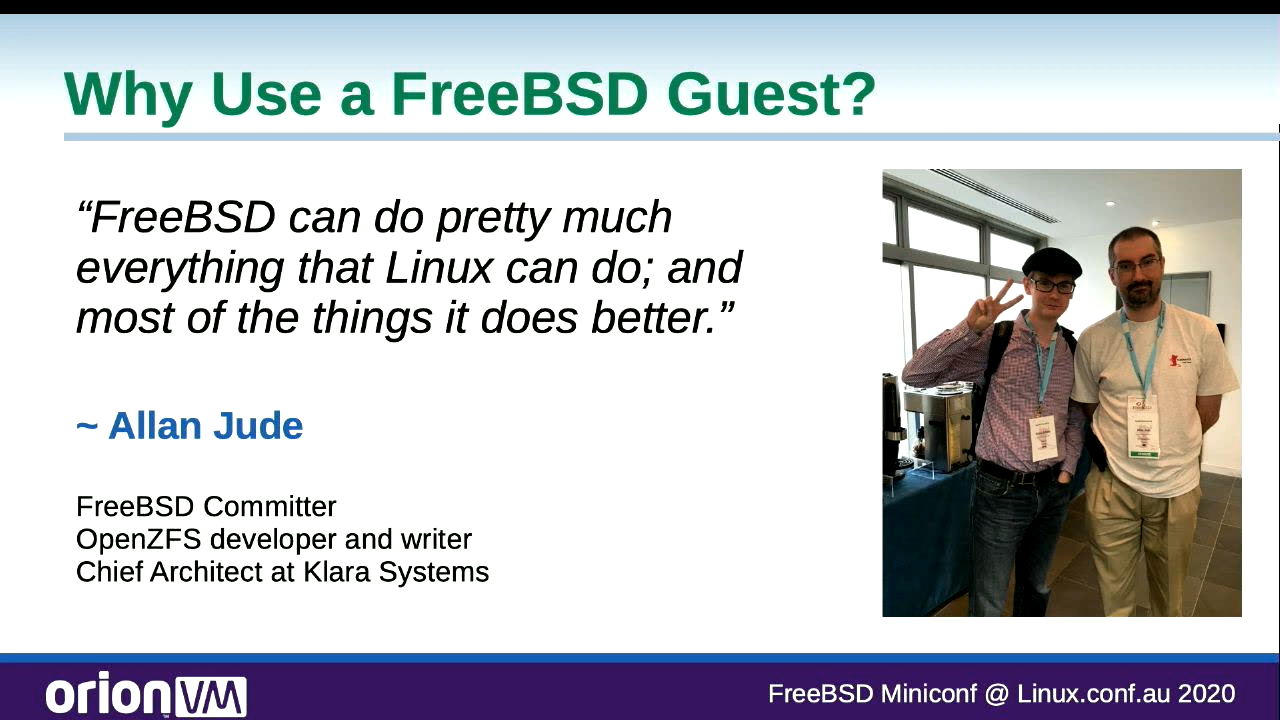 Why Use a FreeBSD Guest?
“FreeBSD can do pretty much
everything that Linux can do; and
most of the things it does better.”
~ Allan Jude
FreeBSD Committer
OpenZFS developer and writer
Chief Architect at Klara Systems
orionVM
FreeBSD Miniconf @ Linux.conf.au 2020